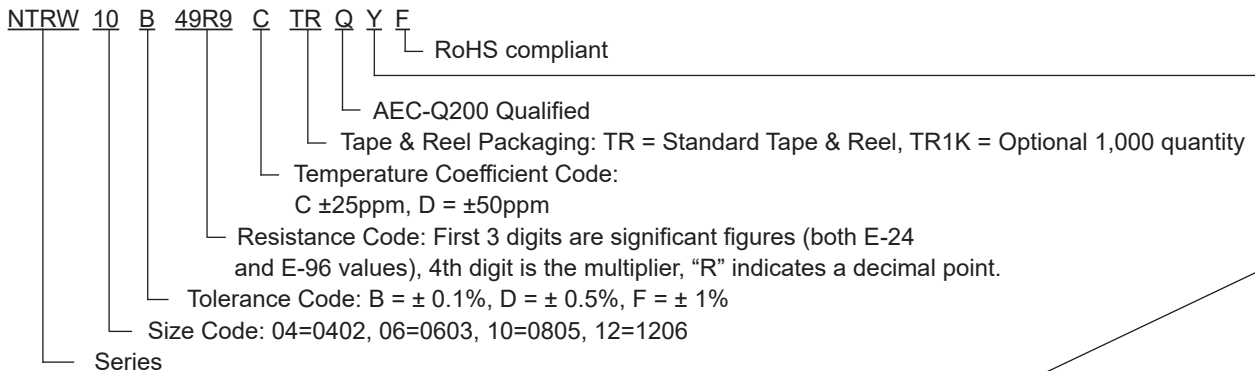 NTRW 10 B 49R9 C TR Q Y F
RoHS compliant
AEC-Q200 Qualified
Tape & Reel Packaging: TR = Standard Tape & Reel, TR1K = Optional 1,000 quantity
Temperature Coefficient Code:
C ±25ppm, D = ±50ppm
Resistance Code: First 3 digits are significant figures (both E-24
and E-96 values), 4th digit is the multiplier, “R” indicates a decimal point.
Tolerance Code: B = ± 0.1%, D = ± 0.5%, F = ± 1%
Size Code: 04=0402, 06=0603, 10=0805, 12=1206
Series